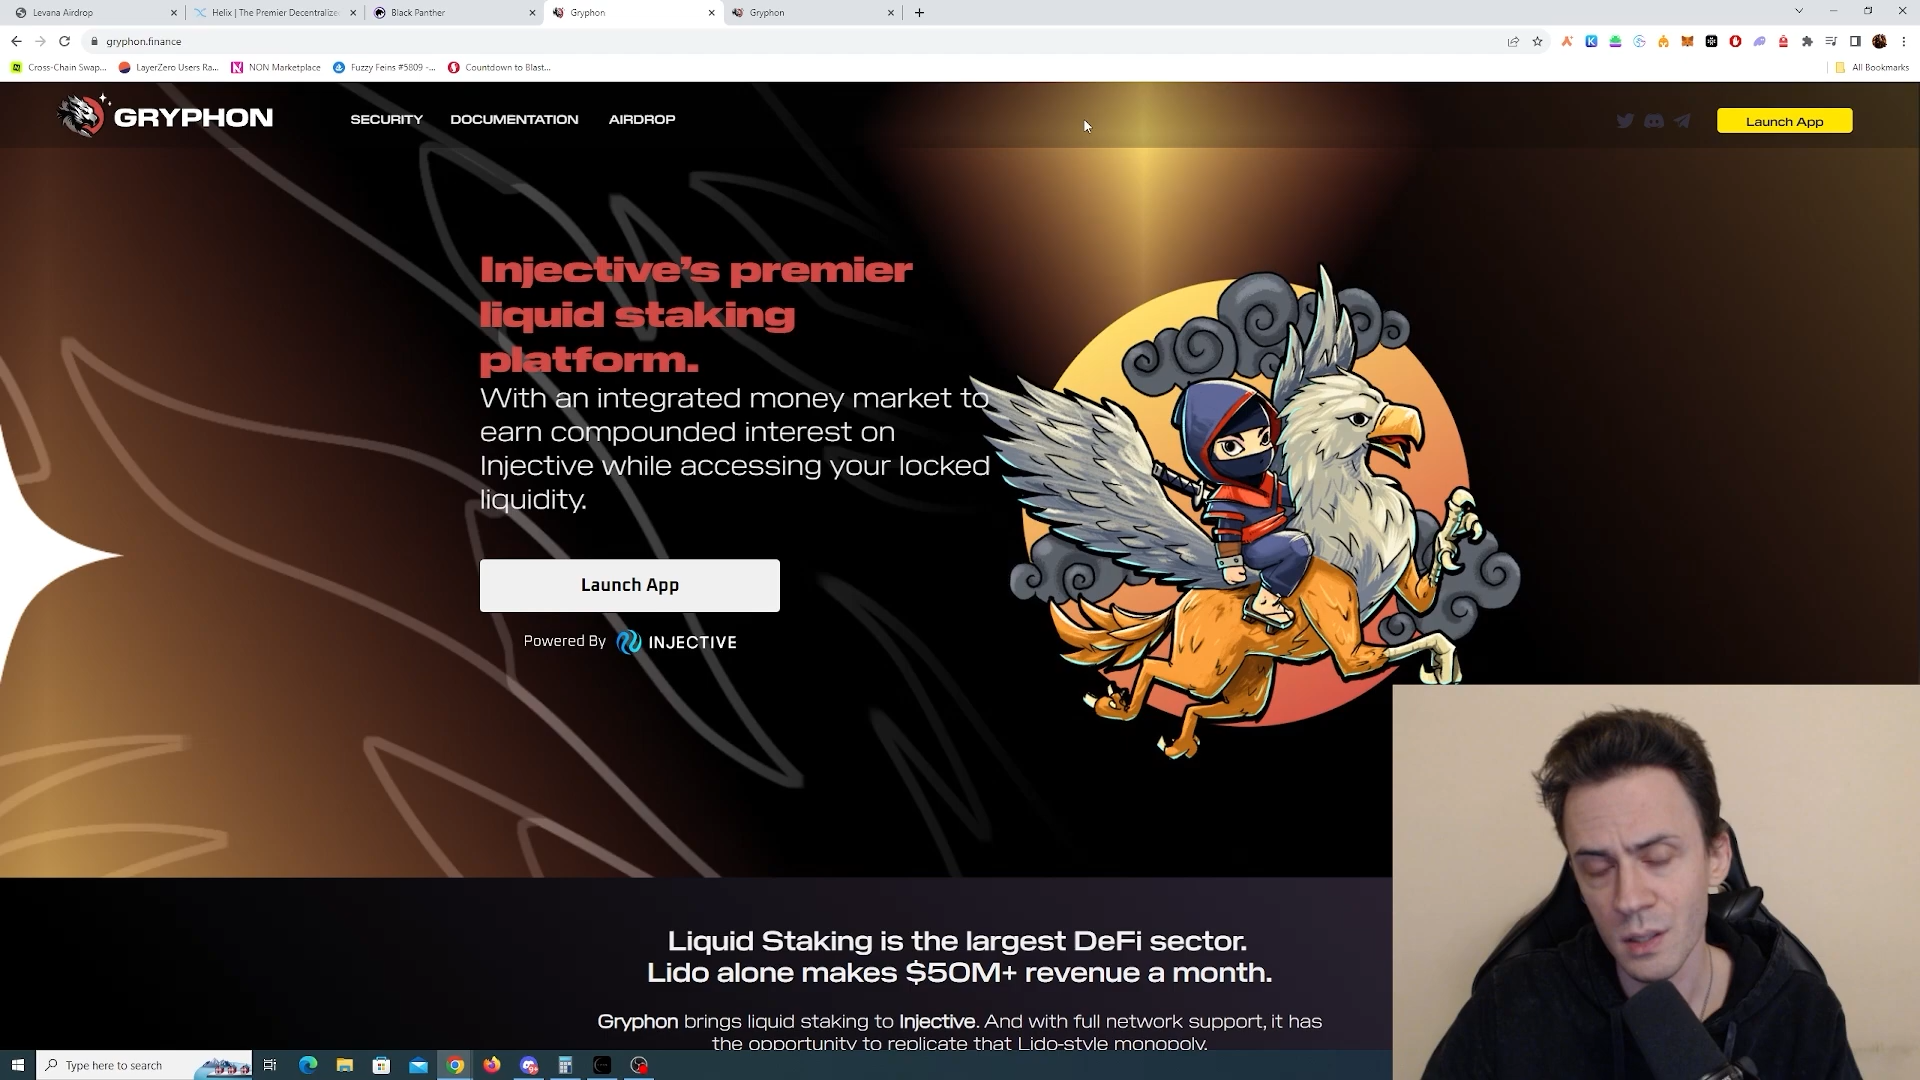 Levana Airdrop
Helix | The Premier Decentralize
Black Panther
Gryphon
Gryphon
gryphon.finance
Cross-Chain Swap...
LayerZero Users Ra...
NON Marketplace
Fuzzy Feins #5809 -...
Countdown to Blast...
All Bookmarks
GRYPHON
SECURITY
DOCUMENTATION
AIRDROP
Launch App
Injective's premier
liquid staking
platform.
With an integrated money market to
earn compounded interest on
Injective while accessing your locked
liquidity.
Launch App
Powered By INJECTIVE
Liquid Staking is the largest DeFi sector.
Lido alone makes $50M+ revenue a month.
Gryphon brings liquid staking to Injective. And with full network support, it has
the opportunity to replicate that Lido-style monopoly.
Type here to search